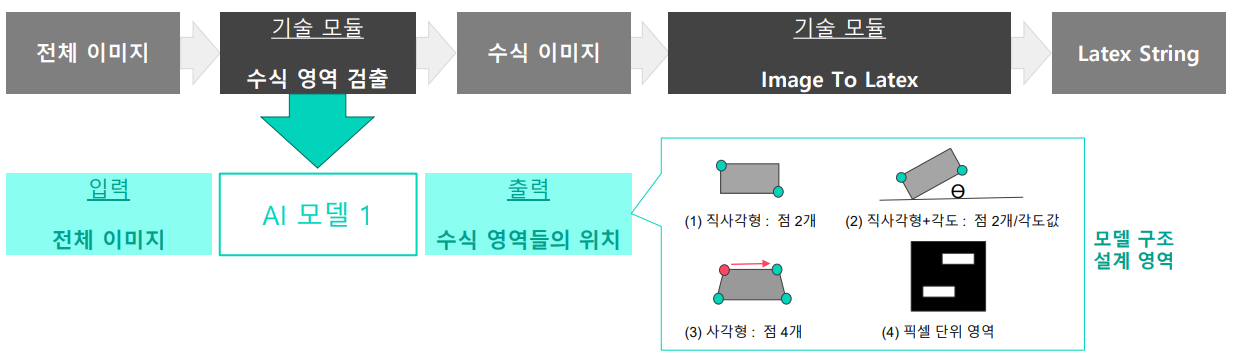 전체 이미지
기술 모듈
수식 영역 검출
수식 이미지
기술 모듈
Image To Latex
Latex String
입력
전체 이미지
AI 모델 1
출력
수식 영역들의 위치
(1) 직사각형 : 점 2개
Θ
(2) 직사각형+각도 : 점 2개/각도값
(3) 사각형 : 점 4개
(4) 픽셀 단위 영역
모델 구조
설계 영역